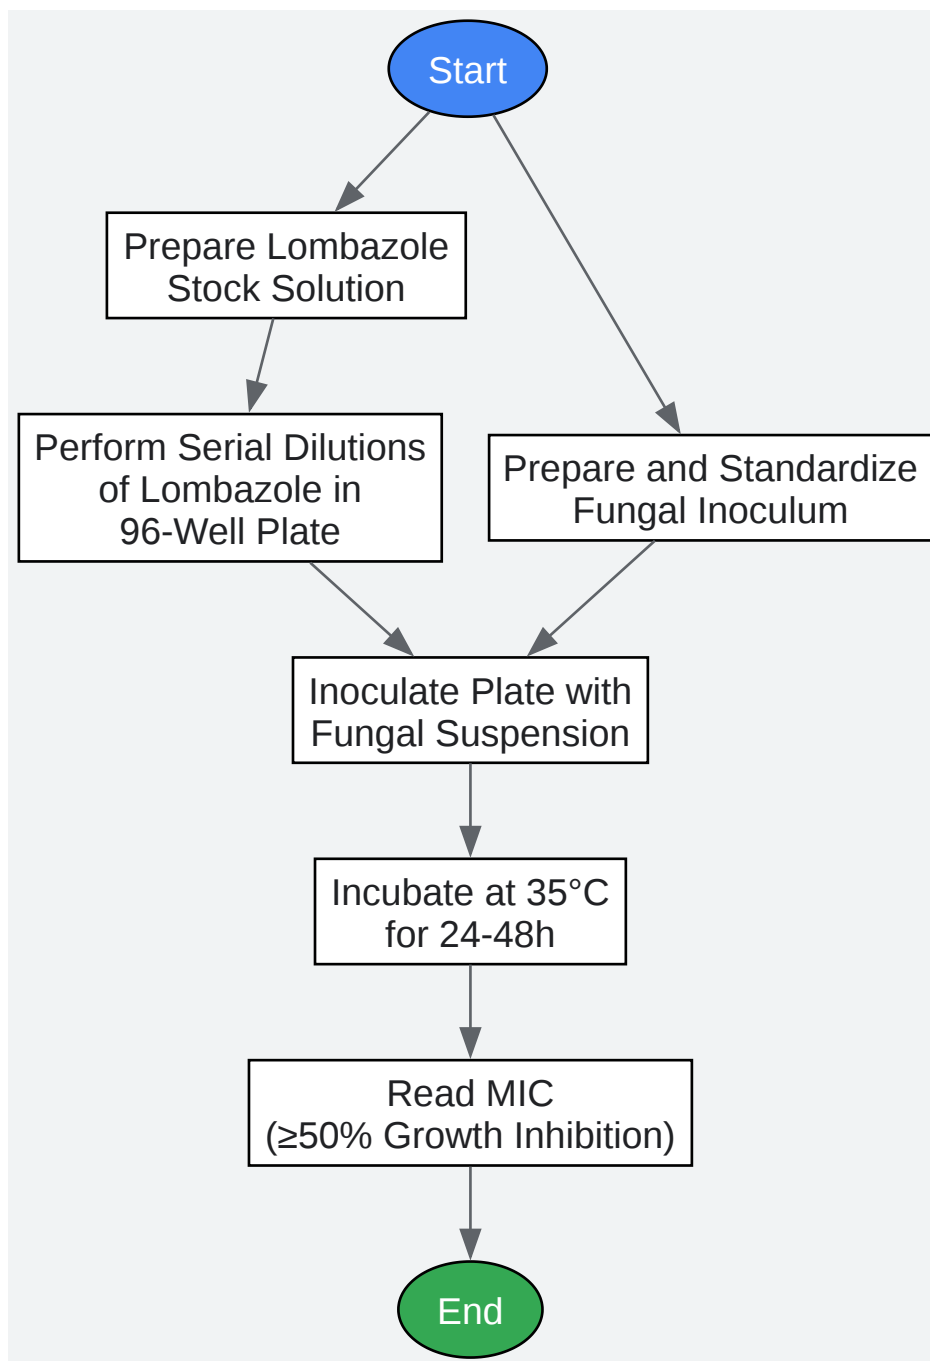 Start
Prepare Lombazole
Stock Solution
Perform Serial Dilutions
of Lombazole in
96-Well Plate
Prepare and Standardize
Fungal Inoculum
Inoculate Plate with
Fungal Suspension
Incubate at 35°C
for 24-48h
Read MIC
(≥50% Growth Inhibition)
End